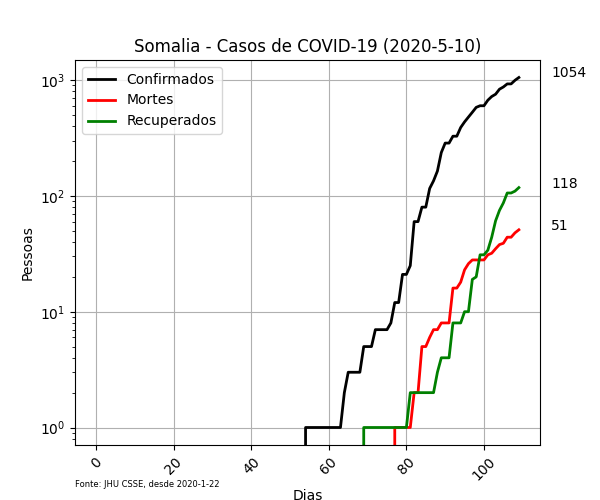 Somalia - Casos de COVID-19 (2020-5-10)
Confirmados
Mortes
Recuperados
1054
118
51
Pessoas
10³
10²
10¹
10⁰
0
20
40
60
80
100
Fonte: JHU CSSE, desde 2020-1-22
Dias